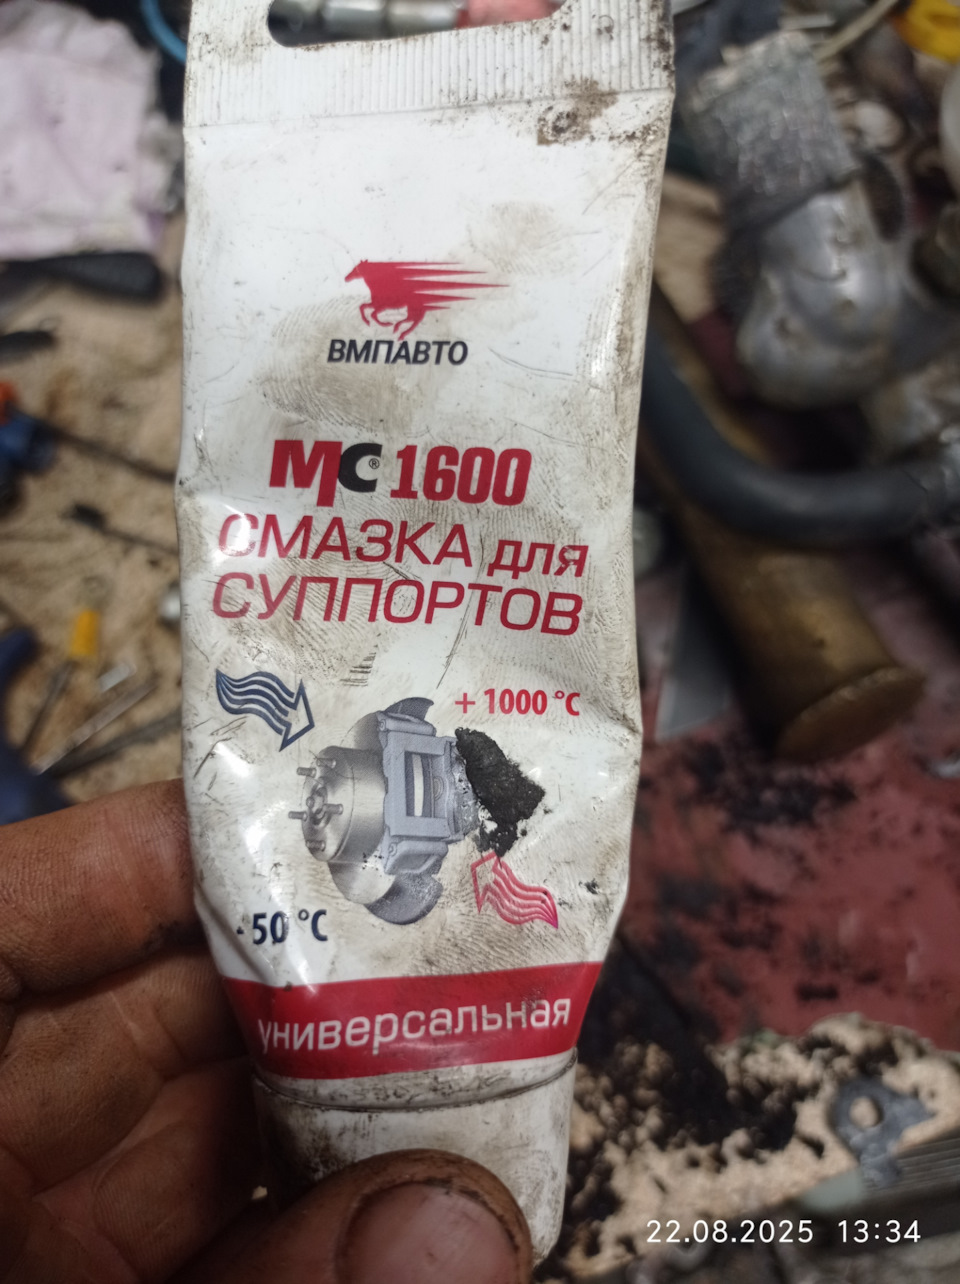 ВМПАВТО
МС® 1600
СМАЗКА для
СУППОРТОВ
+ 1000 °C
- 50 °C
универсальная
22.08.2025 13:34